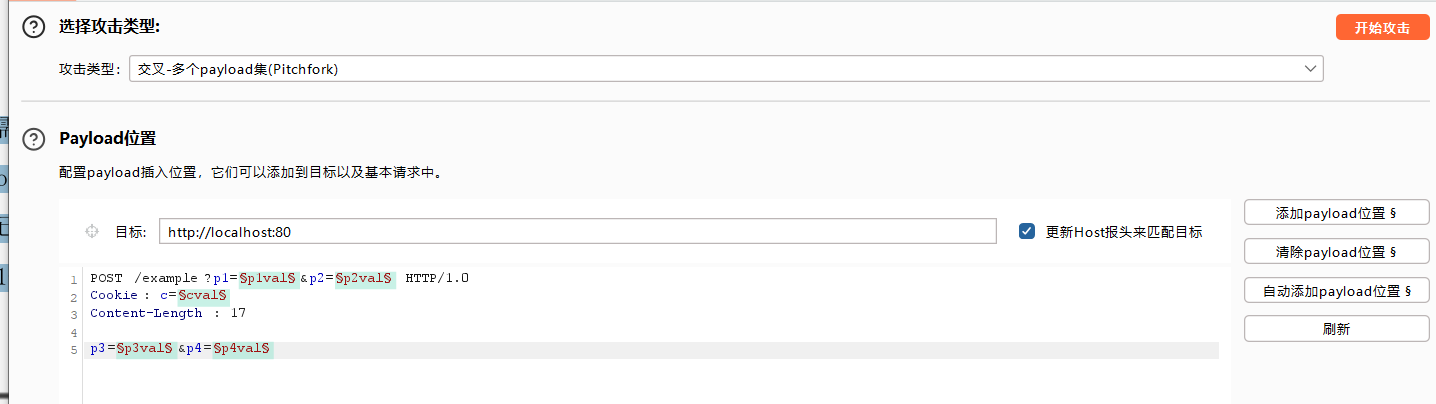 选择攻击类型:
开始攻击
攻击类型： 交叉-多个payload集(Pitchfork)
Payload位置
配置payload插入位置，它们可以添加到目标以及基本请求中。
目标: http://localhost:80 更新Host报头来匹配目标
添加payload位置 §
清除payload位置 §
自动添加payload位置 §
刷新
1 POST /example?p1=§p1val§&p2=§p2val§ HTTP/1.0
2 Cookie: c=§cval§
3 Content-Length: 17
4
5 p3=§p3val§&p4=§p4val§